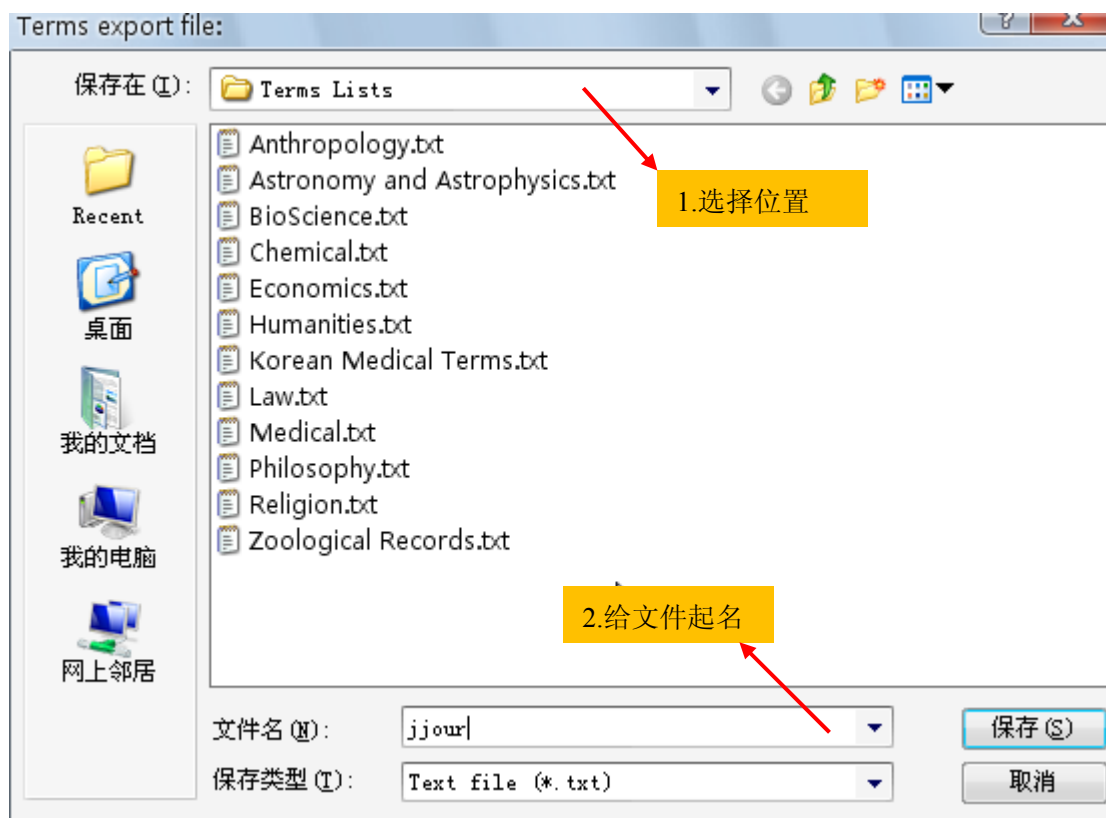 Terms export file:
保存在(I):
Terms Lists
Anthropology.txt
Astronomy and Astrophysics.txt
BioScience.txt
Chemical.txt
Economics.txt
Humanities.txt
Korean Medical Terms.txt
Law.txt
Medical.txt
Philosophy.txt
Religion.txt
Zoological Records.txt
Recent
桌面
我的文档
我的电脑
网上邻居
1.选择位置
2.给文件起名
文件名(N):
jjour
保存(S)
保存类型(T):
Text file (*.txt)
取消